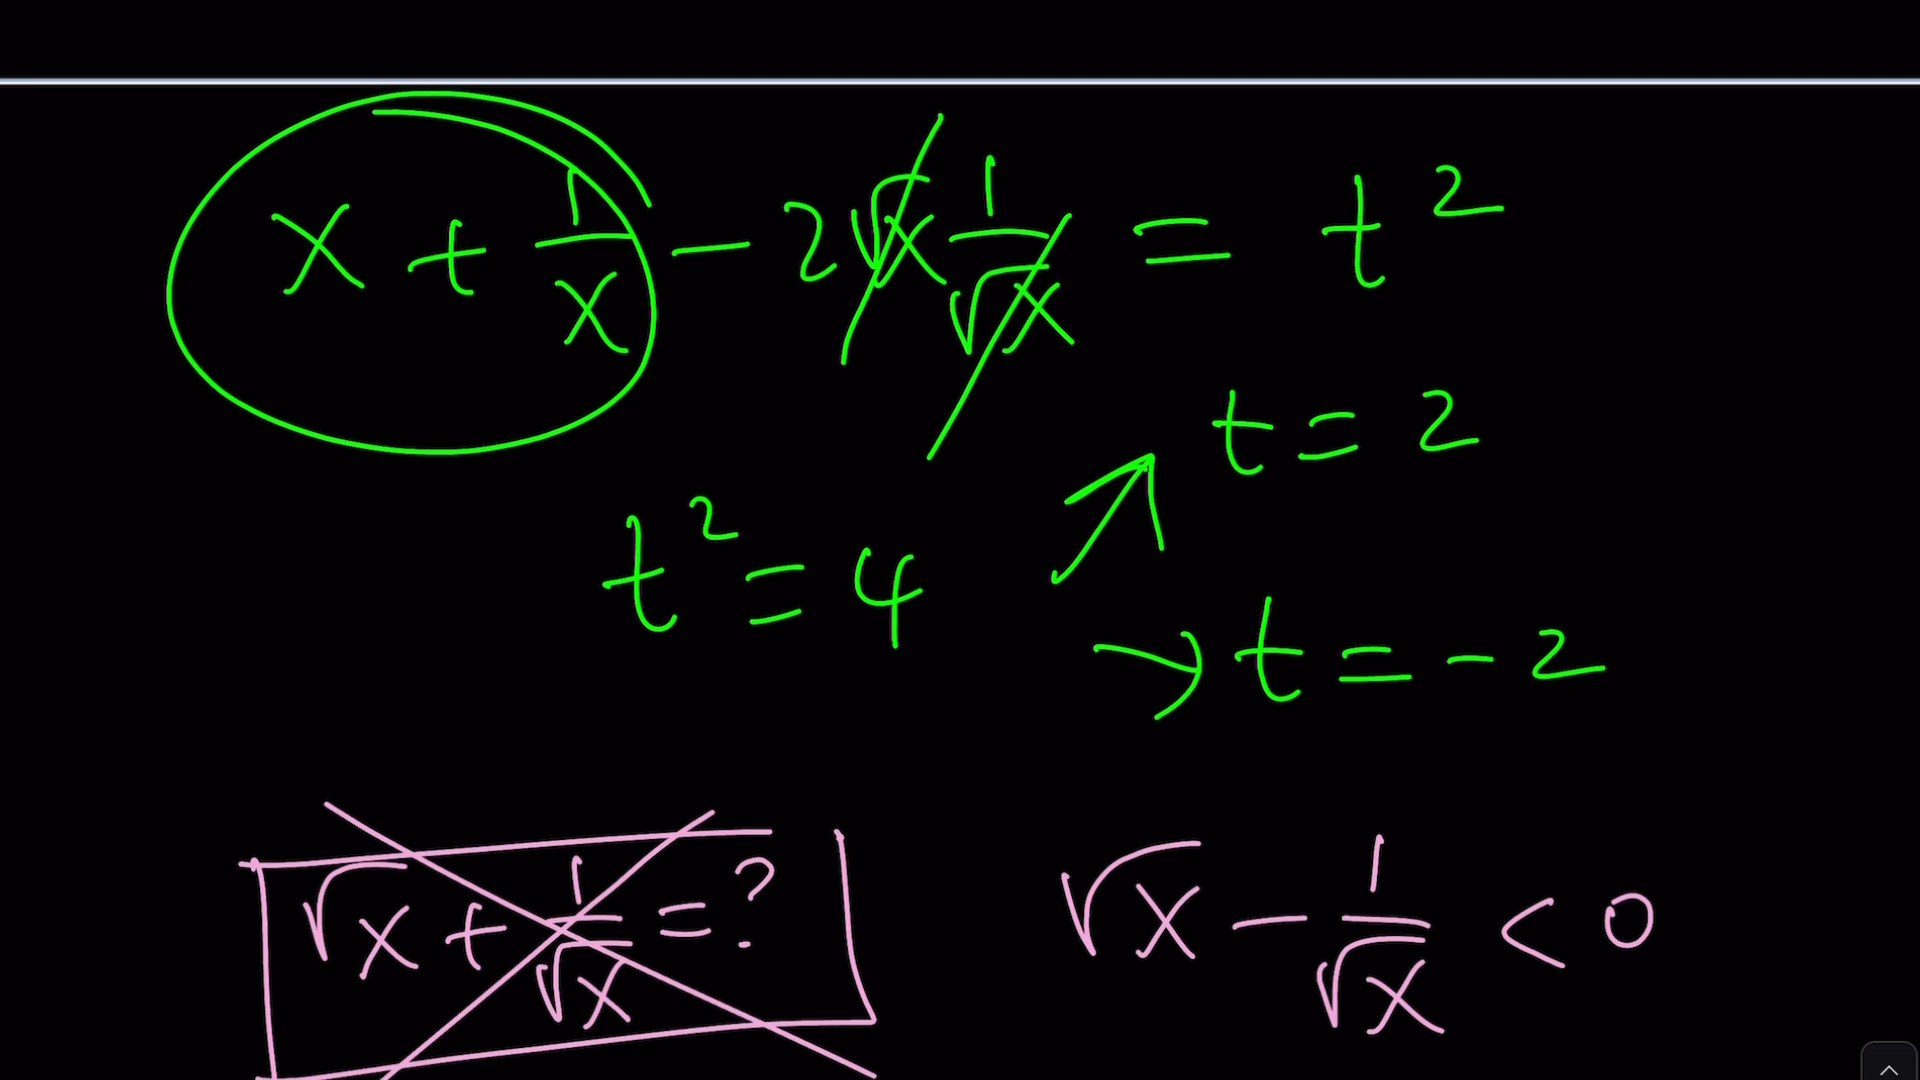 x + 1/x - 2√x 1/√x = t²
t = 2
t² = 4
t = -2
√x + 1/√x = ?
√x - 1/√x < 0